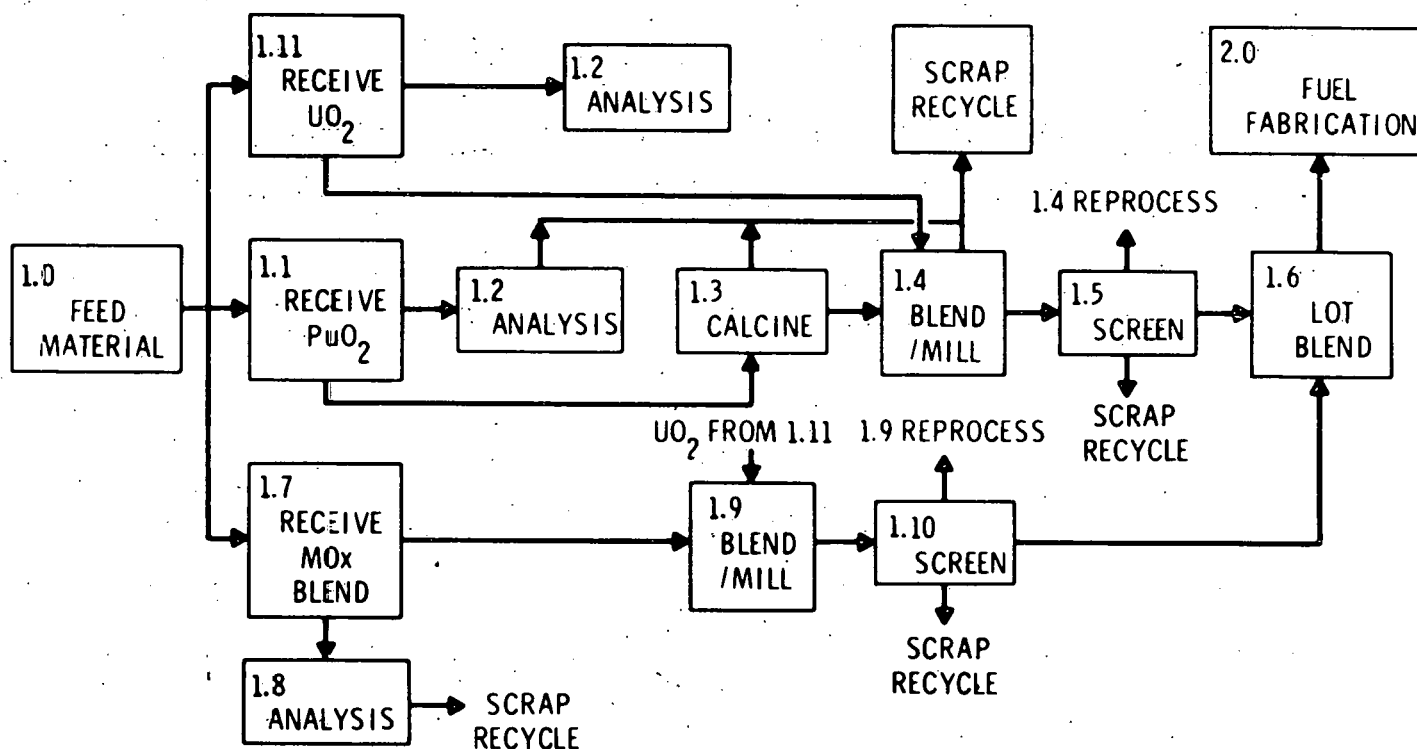 1.11
RECEIVE
UO2
1.2
ANALYSIS
SCRAP
RECYCLE
2.0
FUEL
FABRICATION
1.4 REPROCESS
1.0
FEED
MATERIAL
1.1
RECEIVE
PuO2
1.2
ANALYSIS
1.3
CALCINE
1.4
BLEND
/MILL
1.5
SCREEN
1.6
LOT
BLEND
SCRAP
RECYCLE
UO2 FROM 1.11
1.9 REPROCESS
1.7
RECEIVE
MOx
BLEND
1.9
BLEND
/MILL
1.10
SCREEN
SCRAP
RECYCLE
1.8
ANALYSIS
SCRAP
RECYCLE